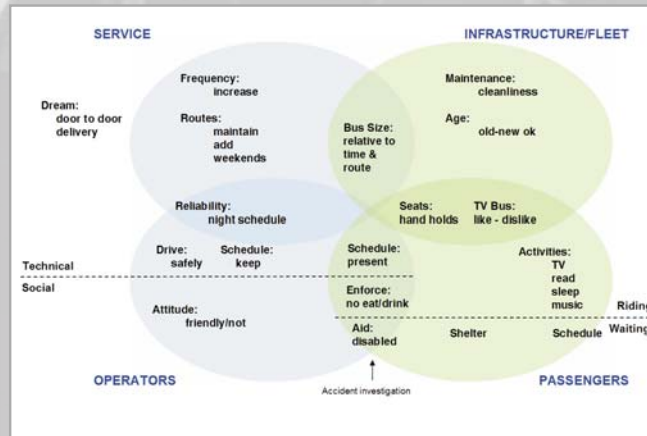 SERVICE
INFRASTRUCTURE/FLEET
Frequency:
increase
Maintenance:
cleanliness
Dream:
door to door
delivery
Routes:
maintain
add
weekends
Bus Size:
relative to
time &
route
Age:
old-new ok
Reliability:
night schedule
Seats:
hand holds
TV Bus:
like - dislike
Drive:
safely
Schedule:
keep
Schedule:
present
Activities:
TV
read
sleep
music
Technical
Social
Enforce:
no eat/drink
Attitude:
friendly/not
Riding
Waiting
Aid:
disabled
Shelter
Schedule
OPERATORS
PASSENGERS
Accident investigation